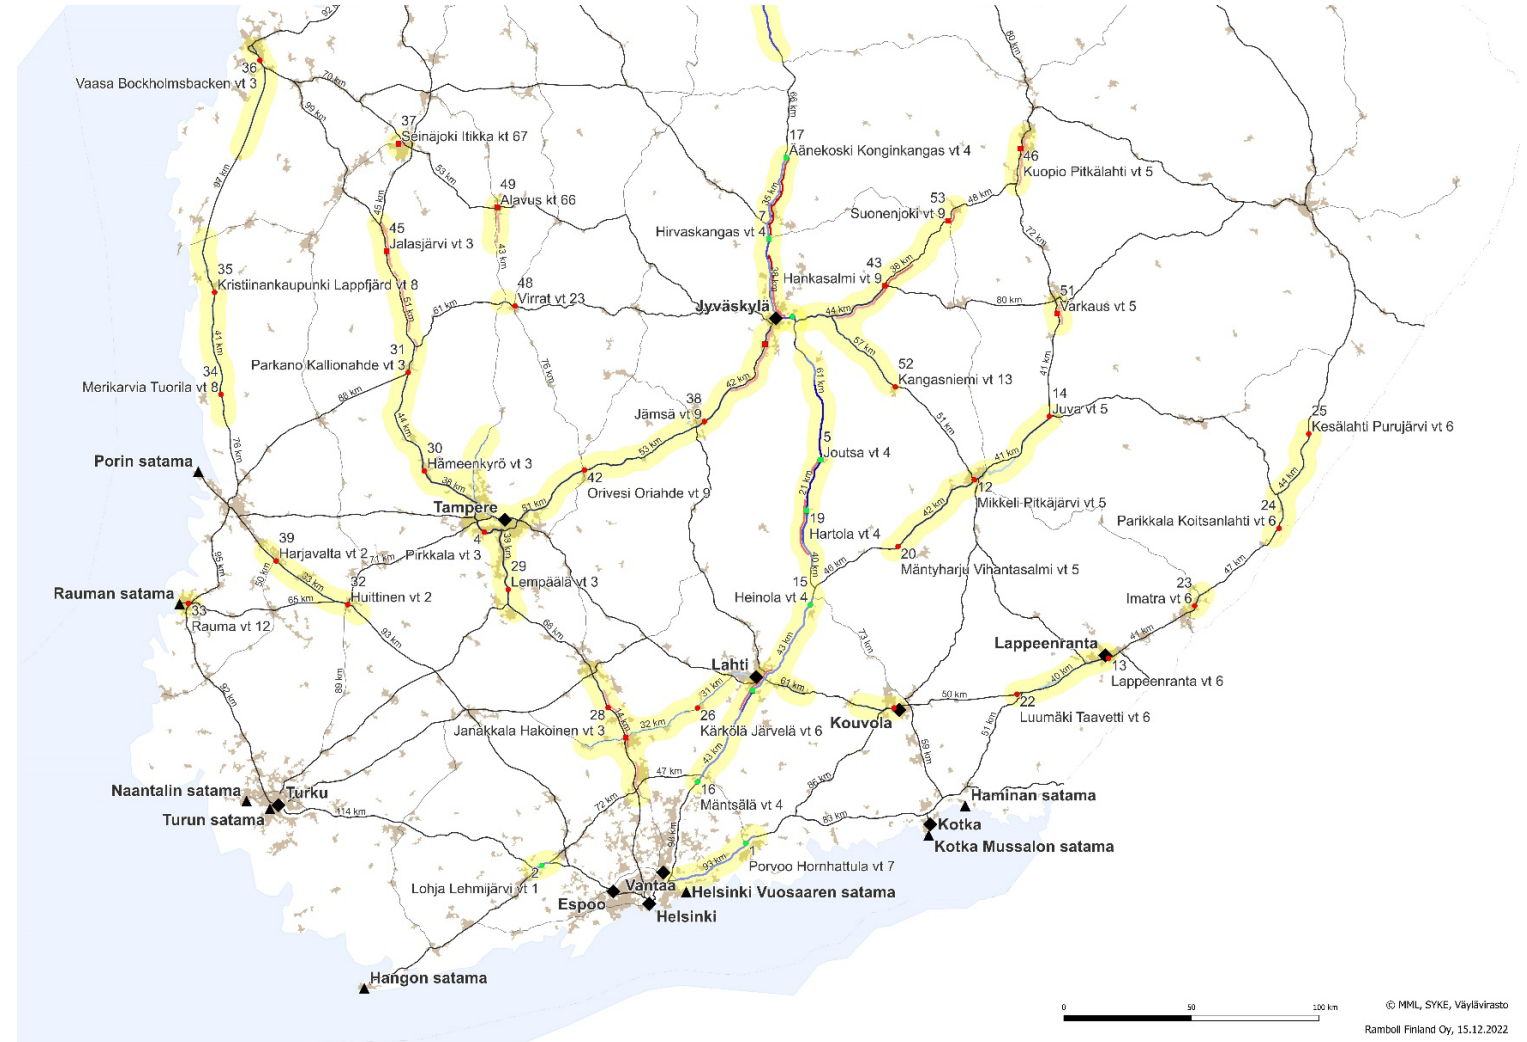 92 km
80 km
36
Vaasa Bockholmsbacken vt 3
70 km
99 km
66 km
37
Seinäjoki Itikka kt 67
17
Äänekoski Konginkangas vt 4
46
Kuopio Pitkälahti vt 5
97 km
53 km
49
Alavus kt 66
35 km
53
Suonenjoki vt 9
48 km
45 km
7
Hirvaskangas vt 4
72 km
45
Jalasjärvi vt 3
43 km
43
Hankasalmi vt 9
38 km
38 km
35
Kristiinankaupunki Lappfjärd vt 8
48
Virrat vt 23
51
Varkaus vt 5
51 km
61 km
Jyväskylä
44 km
80 km
41 km
31
Parkano Kallionahde vt 3
76 km
57 km
52
Kangasniemi vt 13
41 km
34
Merikarvia Tuorila vt 8
88 km
42 km
61 km
38
Jämsä vt 9
14
Juva vt 5
25
Kesälahti Purujärvi vt 6
44 km
76 km
53 km
5
Joutsa vt 4
51 km
41 km
Porin satama
30
Hämeenkyrö vt 3
38 km
42
Orivesi Oriahde vt 9
21 km
12
Mikkeli Pitkäjärvi vt 5
44 km
Tampere
51 km
42 km
24
Parikkala Koitsanlahti vt 6
4
Pirkkala vt 3
33 km
19
Hartola vt 4
39
Harjavalta vt 2
71 km
20
Mäntyharju Vihantasalmi vt 5
95 km
50 km
33 km
29
Lempäälä vt 3
40 km
46 km
47 km
Rauman satama
33
Rauma vt 12
65 km
32
Huittinen vt 2
15
Heinola vt 4
23
Imatra vt 6
93 km
66 km
43 km
73 km
41 km
Lappeenranta
13
Lappeenranta vt 6
92 km
89 km
Lahti
61 km
40 km
31 km
50 km
22
Luumäki Taavetti vt 6
28
Janakkala Hakoinen vt 3
32 km
26
Kärkölä Järvelä vt 6
Kouvola
51 km
59 km
47 km
43 km
86 km
Naantalin satama
Turku
Turun satama
114 km
72 km
16
Mäntsälä vt 4
83 km
Haminan satama
Kotka
Kotka Mussalon satama
98 km
93 km
1
Porvoo Hornhattula vt 7
2
Lohja Lehmijärvi vt 1
Vantaa
Helsinki Vuosaaren satama
Espoo
Helsinki
Hangon satama
0 50 100 km
© MML, SYKE, Väylävirasto
Ramboll Finland Oy, 15.12.2022